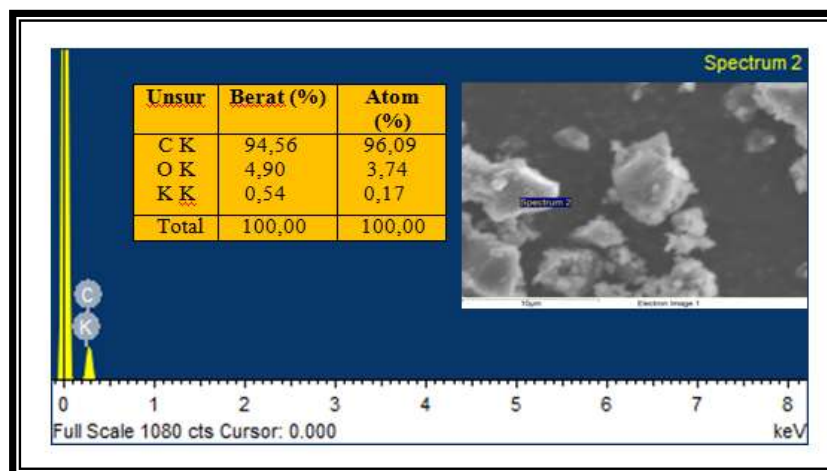 Spectrum 2
Unsur Berat (%) Atom
(%)
C K 94,56 96,09
O K 4,90 3,74
K K 0,54 0,17
Total 100,00 100,00
Spectrum 2
10µm Electron Image 1
C
K
0 1 2 3 4 5 6 7 8
Full Scale 1080 cts Cursor: 0.000 keV